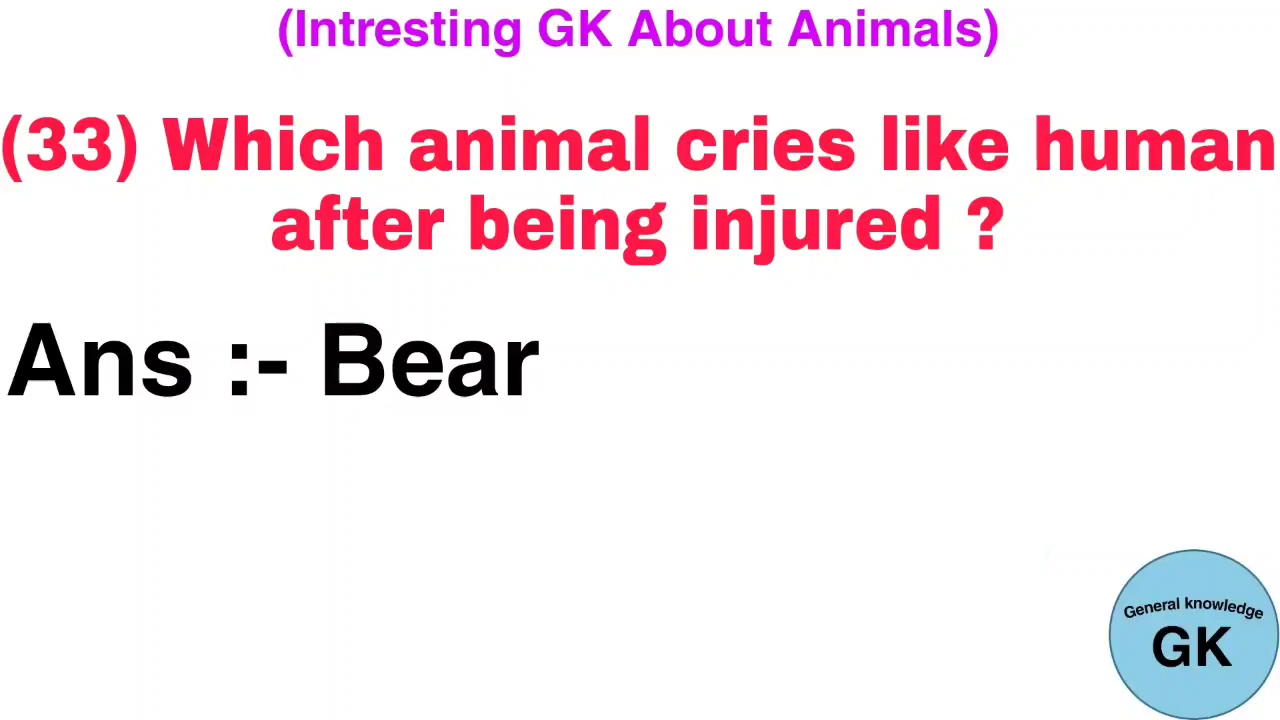 (Intresting GK About Animals)
(33) Which animal cries like human
after being injured ?
Ans :- Bear
General knowledge
GK